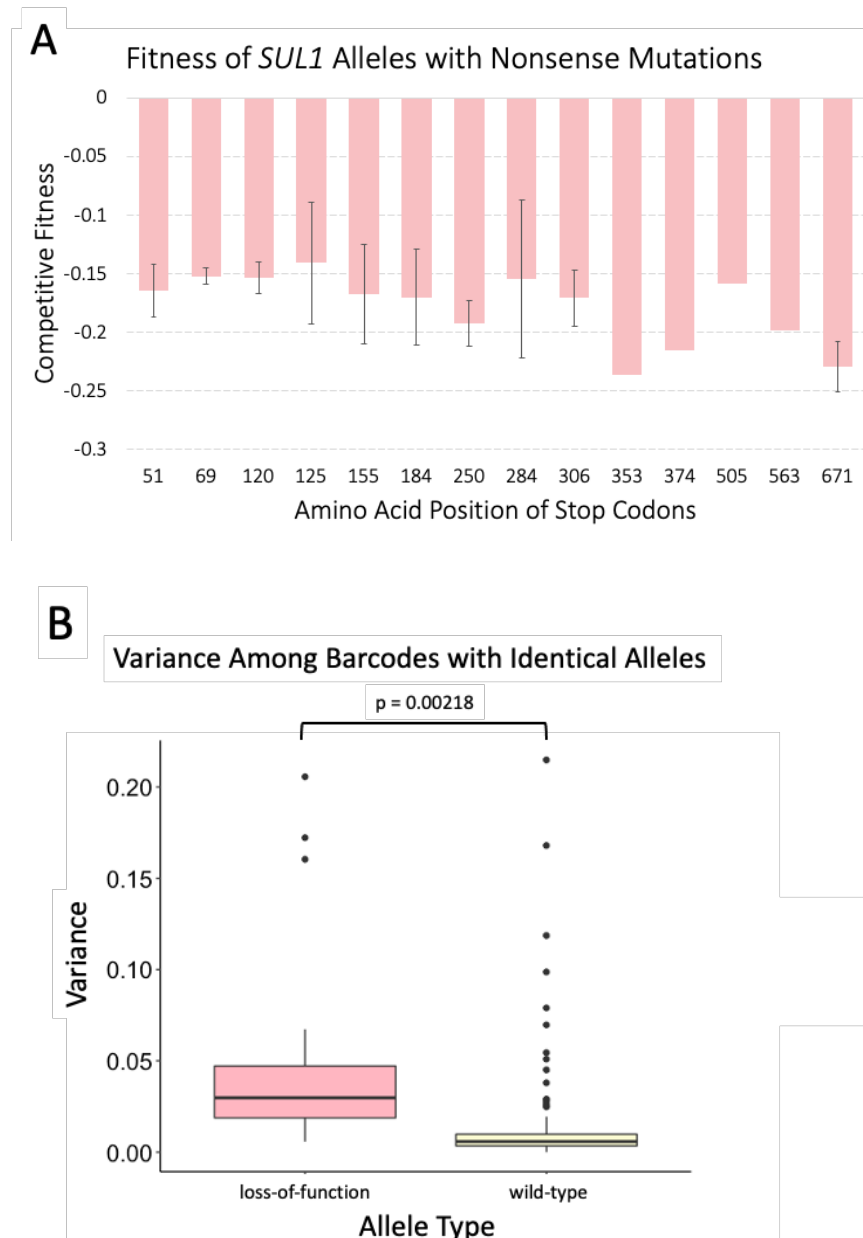 A
Fitness of SUL1 Alleles with Nonsense Mutations
0
-0.05
-0.1
-0.15
-0.2
-0.25
-0.3
Competitive Fitness
51 69 120 125 155 184 250 284 306 353 374 505 563 671
Amino Acid Position of Stop Codons
B
Variance Among Barcodes with Identical Alleles
p = 0.00218
0.20
0.15
0.10
0.05
0.00
Variance
loss-of-function wild-type
Allele Type